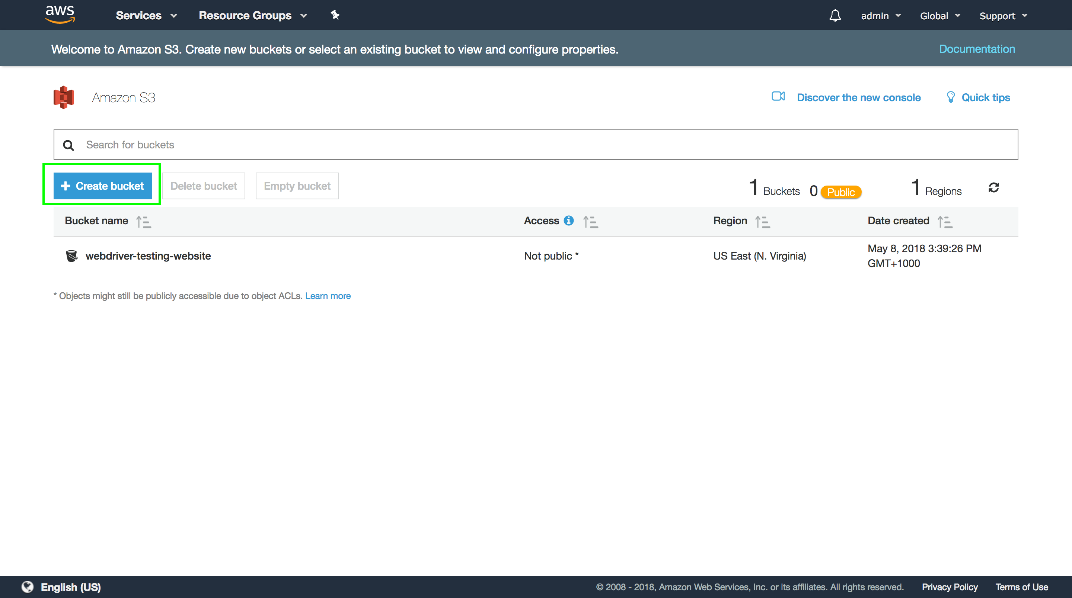 aws Services Resource Groups admin Global Support
Welcome to Amazon S3. Create new buckets or select an existing bucket to view and configure properties. Documentation
Amazon S3 Discover the new console Quick tips
Search for buckets
+ Create bucket Delete bucket Empty bucket 1 Buckets 0 Public 1 Regions
Bucket name Access Region Date created
webdriver-testing-website Not public * US East (N. Virginia) May 8, 2018 3:39:26 PM
GMT+1000
* Objects might still be publicly accessible due to object ACLs. Learn more
English (US) © 2008 - 2018, Amazon Web Services, Inc. or its affiliates. All rights reserved. Privacy Policy Terms of Use